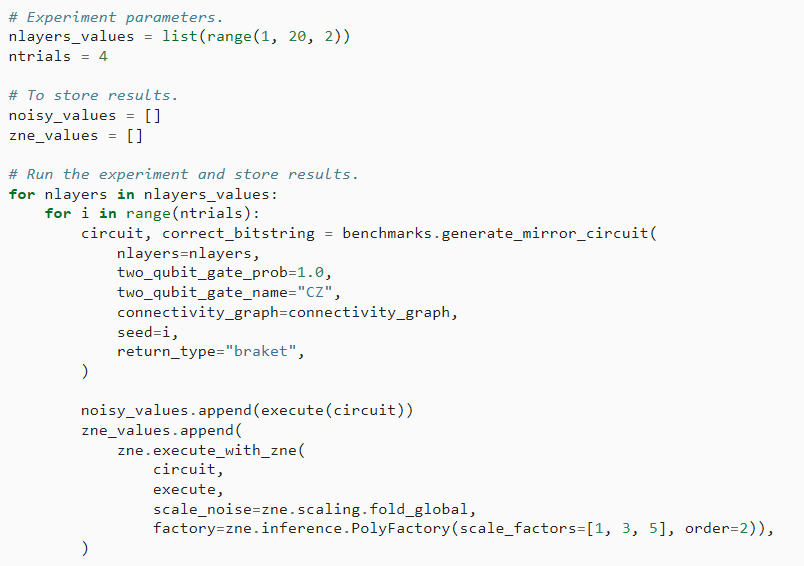 # Experiment parameters.
nlayers_values = list(range(1, 20, 2))
ntrials = 4

# To store results.
noisy_values = []
zne_values = []

# Run the experiment and store results.
for nlayers in nlayers_values:
    for i in range(ntrials):
        circuit, correct_bitstring = benchmarks.generate_mirror_circuit(
            nlayers=nlayers,
            two_qubit_gate_prob=1.0,
            two_qubit_gate_name="CZ",
            connectivity_graph=connectivity_graph,
            seed=i,
            return_type="braket",
        )

        noisy_values.append(execute(circuit))
        zne_values.append(
            zne.execute_with_zne(
                circuit,
                execute,
                scale_noise=zne.scaling.fold_global,
                factory=zne.inference.PolyFactory(scale_factors=[1, 3, 5], order=2)),
        )